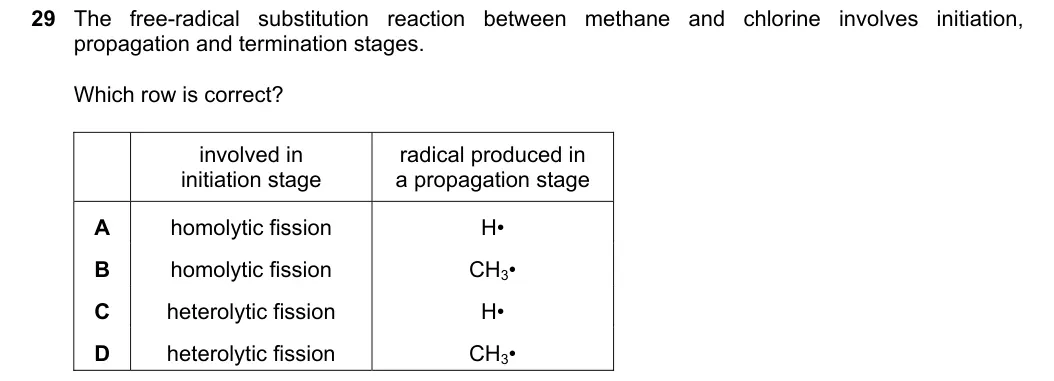 29 The free-radical substitution reaction between methane and chlorine involves initiation,
propagation and termination stages.
Which row is correct?
involved in
initiation stage
radical produced in
a propagation stage
A homolytic fission H•
B homolytic fission CH₃•
C heterolytic fission H•
D heterolytic fission CH₃•